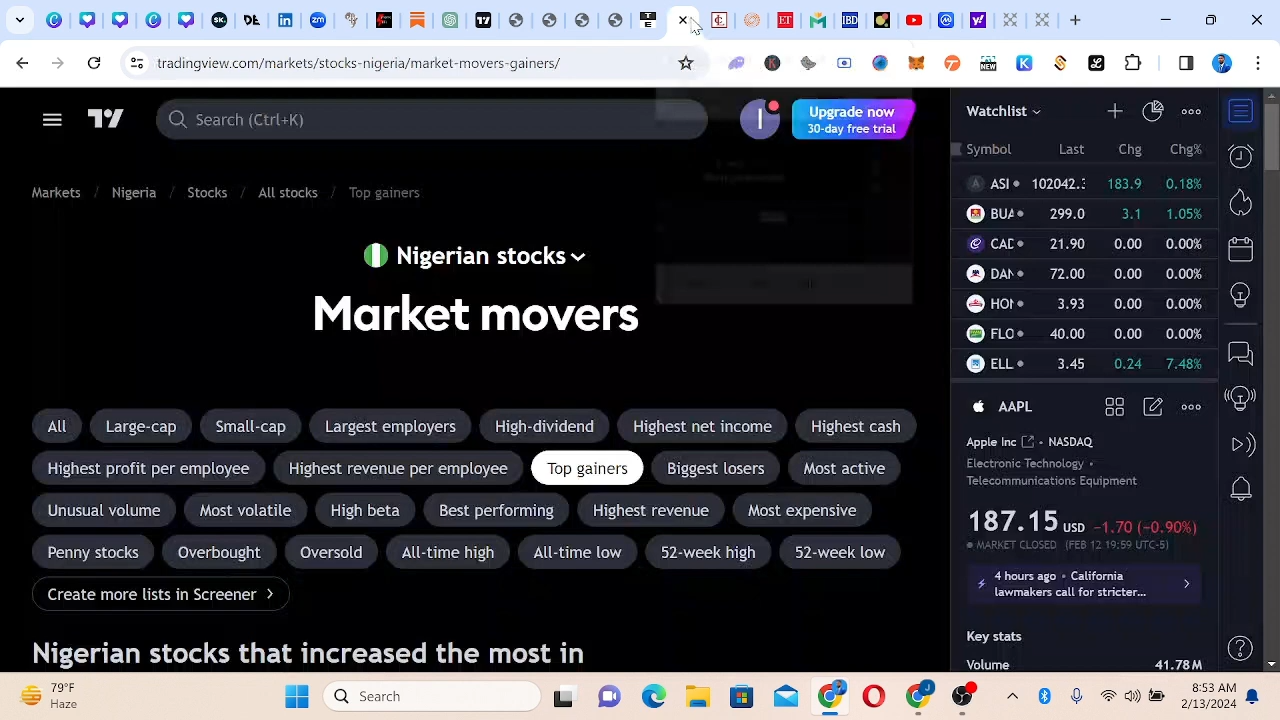 tradingview.com/markets/stocks-nigeria/market-movers-gainers/
NEW
Search (Ctrl+K)
Upgrade now
30-day free trial
Watchlist
Symbol Last Chg Chg%
Markets / Nigeria / Stocks / All stocks / Top gainers
ASI 102042.3 183.9 0.18%
BUA 299.0 3.1 1.05%
CAD 21.90 0.00 0.00%
DAN 72.00 0.00 0.00%
HON 3.93 0.00 0.00%
FLO 40.00 0.00 0.00%
ELL 3.45 0.24 7.48%
Nigerian stocks
Market movers
All Large-cap Small-cap Largest employers High-dividend Highest net income Highest cash
Highest profit per employee Highest revenue per employee Top gainers Biggest losers Most active
Unusual volume Most volatile High beta Best performing Highest revenue Most expensive
Penny stocks Overbought Oversold All-time high All-time low 52-week high 52-week low
Create more lists in Screener
Nigerian stocks that increased the most in
AAPL
Apple Inc • NASDAQ
Electronic Technology •
Telecommunications Equipment
187.15 USD −1.70 (−0.90%)
MARKET CLOSED (FEB 12 19:59 UTC-5)
4 hours ago • California
lawmakers call for stricter...
Key stats
Volume 41.78M
79°F
Haze
Search
8:53 AM
2/13/2024